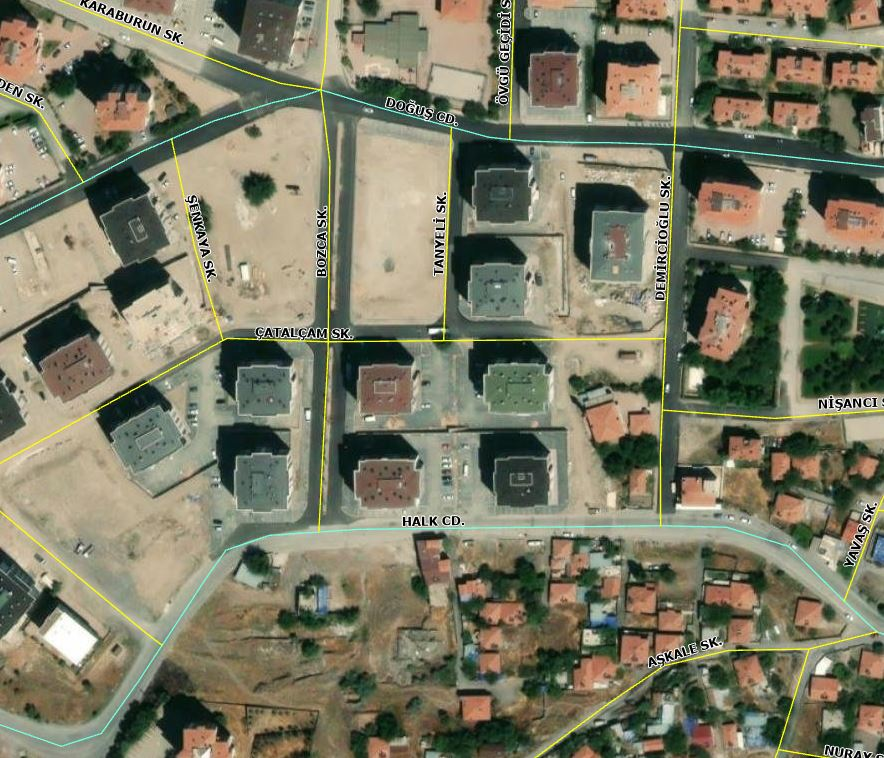 KARABURUN SK.
ÖVGÜ GEÇİDİ S
DEN SK.
DOĞUŞ CD.
ŞENKAYA SK.
BOZCA SK.
TANYELİ SK.
DEMİRCİOĞLU SK.
ÇATALÇAM SK.
NİŞANCI S
HALK CD.
YAVAŞ SK.
AŞKALE SK.
NURAY S